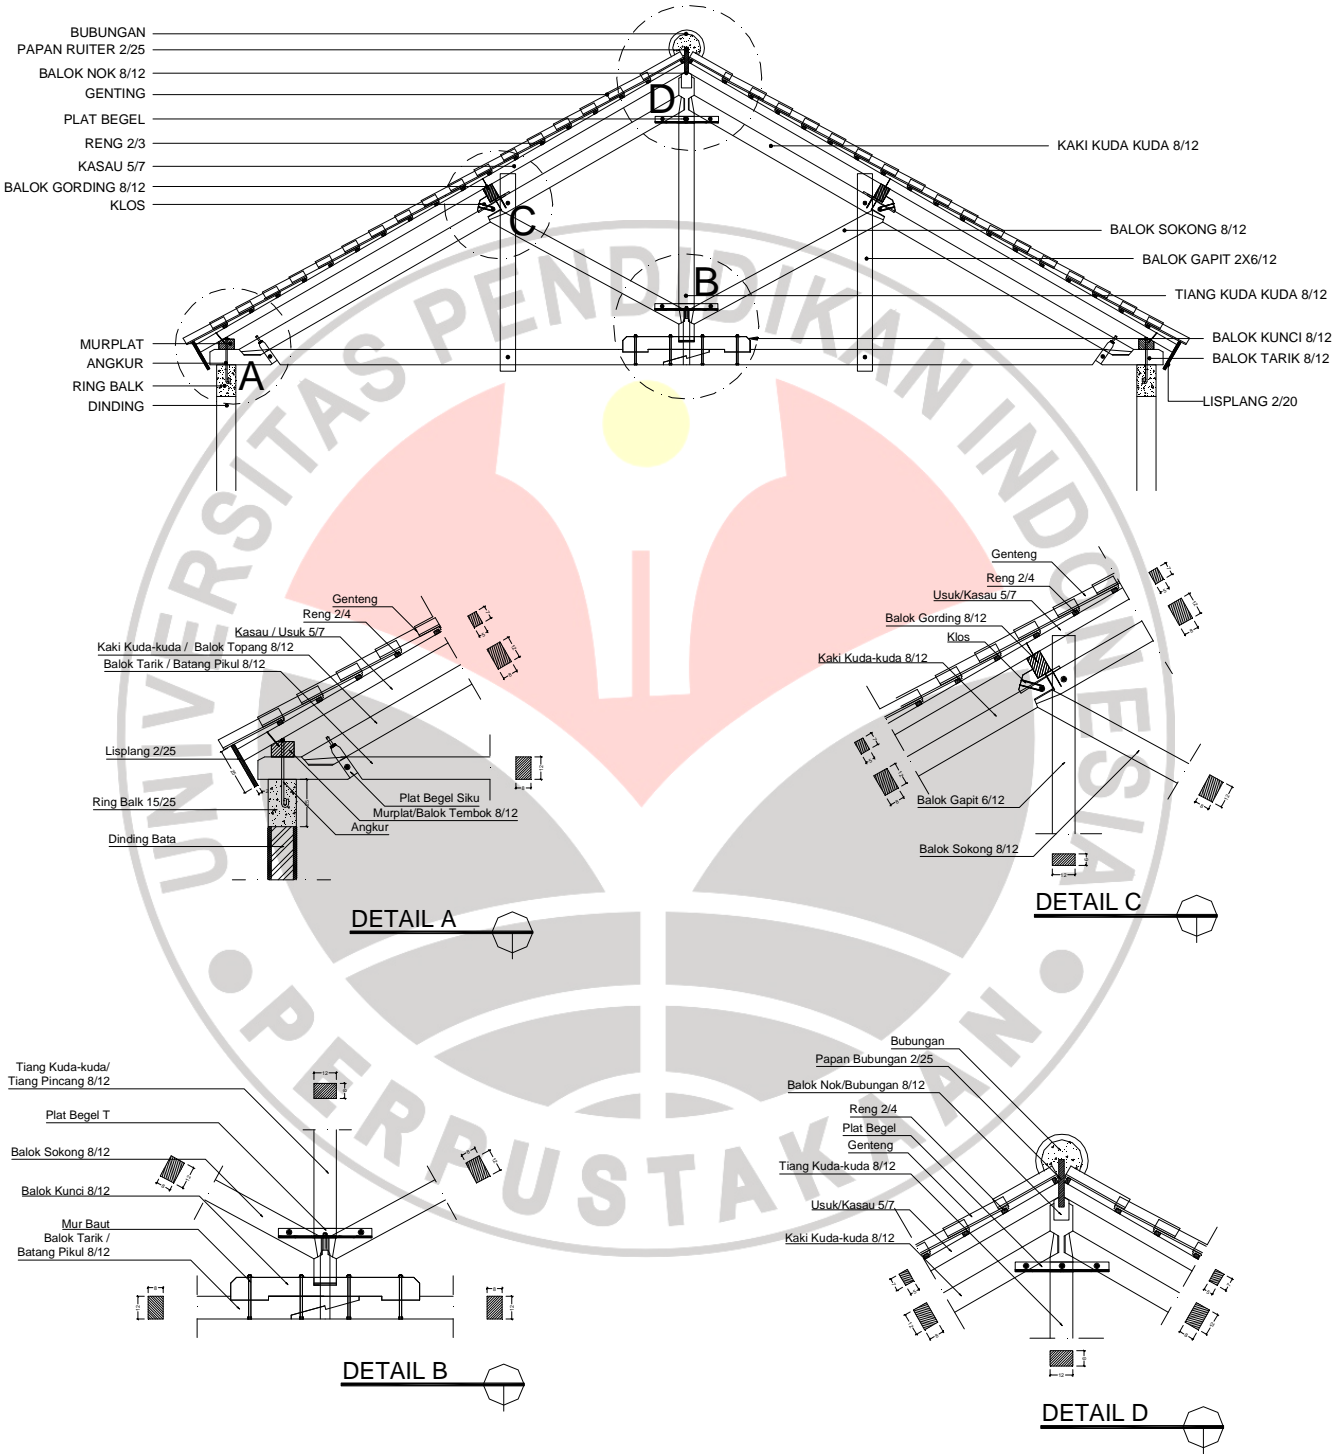 BUBUNGAN
PAPAN RUITER 2/25
BALOK NOK 8/12
GENTING
PLAT BEGEL
RENG 2/3
KASAU 5/7
BALOK GORDING 8/12
KLOS
MURPLAT
ANGKUR
RING BALK
DINDING
D
C
B
A
KAKI KUDA KUDA 8/12
BALOK SOKONG 8/12
BALOK GAPIT 2X6/12
TIANG KUDA KUDA 8/12
BALOK KUNCI 8/12
BALOK TARIK 8/12
LISPLANG 2/20
UNIVERSITAS PENDIDIKAN INDONESIA
PERPUSTAKAAN
Genteng
Reng 2/4
Kasau / Usuk 5/7
Kaki Kuda-kuda / Balok Topang 8/12
Balok Tarik / Batang Pikul 8/12
Lisplang 2/25
Ring Balk 15/25
Dinding Bata
Plat Begel Siku
Murplat/Balok Tembok 8/12
Angkur
DETAIL A
Genteng
Reng 2/4
Usuk/Kasau 5/7
Balok Gording 8/12
Klos
Kaki Kuda-kuda 8/12
Balok Gapit 6/12
Balok Sokong 8/12
DETAIL C
Tiang Kuda-kuda/
Tiang Pincang 8/12
Plat Begel T
Balok Sokong 8/12
Balok Kunci 8/12
Mur Baut
Balok Tarik /
Batang Pikul 8/12
DETAIL B
Bubungan
Papan Bubungan 2/25
Balok Nok/Bubungan 8/12
Reng 2/4
Plat Begel
Genteng
Tiang Kuda-kuda 8/12
Usuk/Kasau 5/7
Kaki Kuda-kuda 8/12
DETAIL D